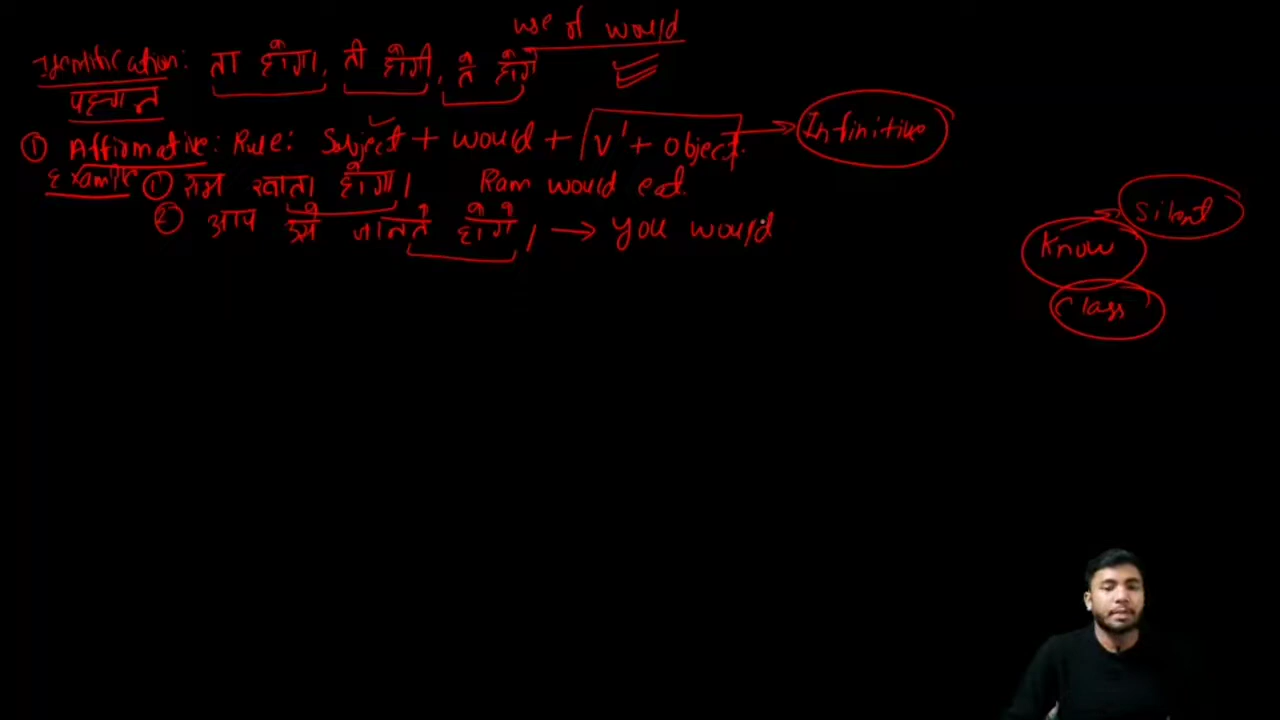 use of would
Identification: ता होगा, ती होगी, ते होंगे
पहचान
① Affirmative: Rule: Subject + would + V¹ + object. → Infinitive
Example ① राम खाता होगा। Ram would eat.
② आप उसे जानते होंगे, → You would
Silent
Know
Class